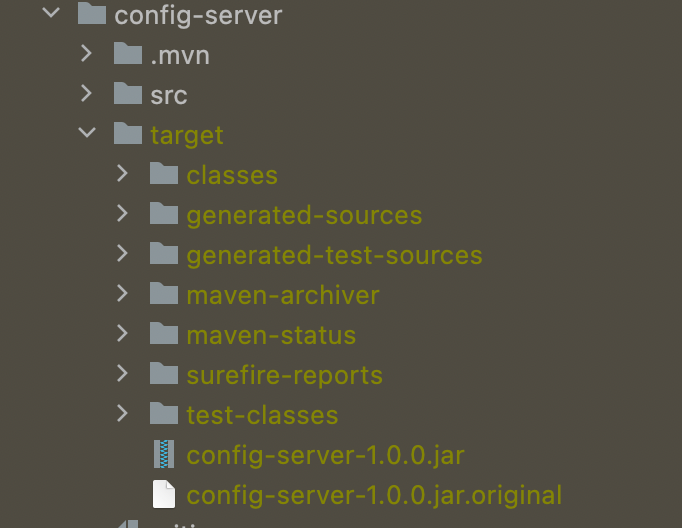 config-server
.mvn
src
target
classes
generated-sources
generated-test-sources
maven-archiver
maven-status
surefire-reports
test-classes
config-server-1.0.0.jar
config-server-1.0.0.jar.original